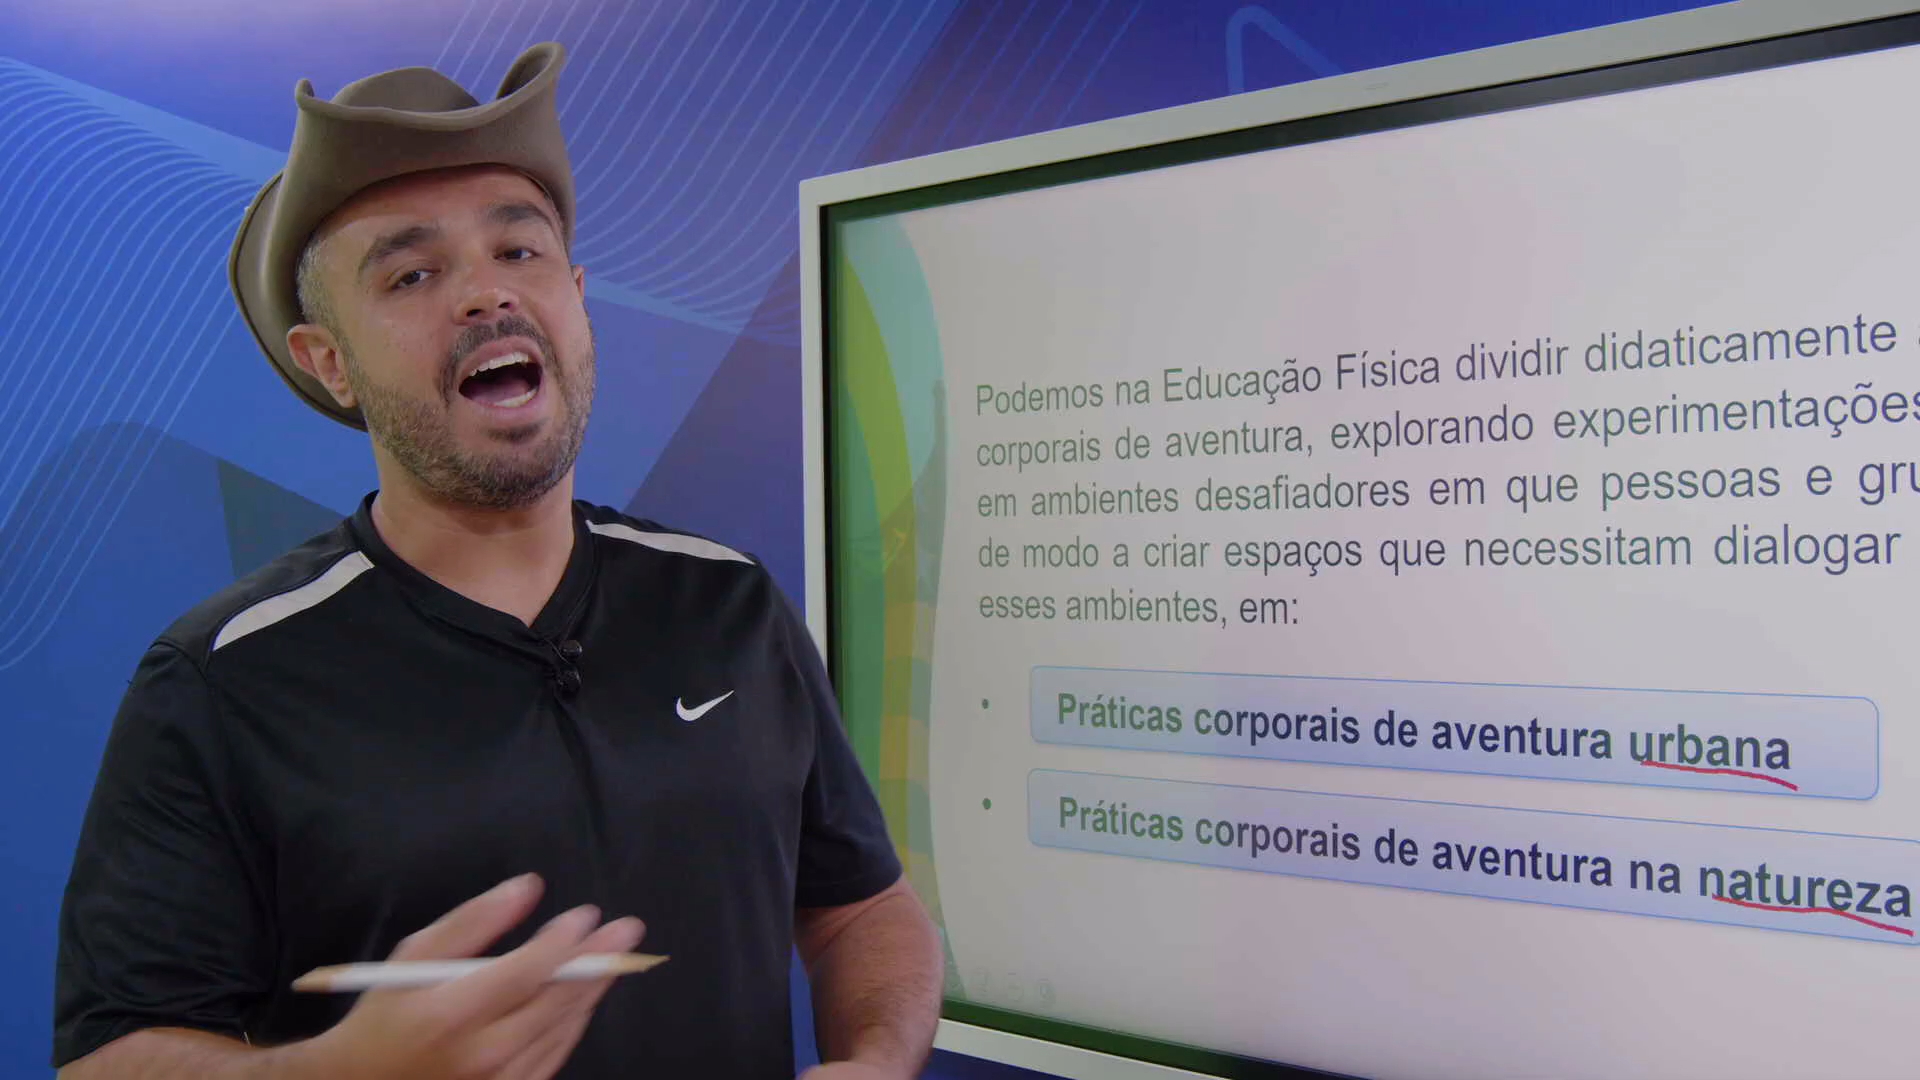 Podemos na Educação Física dividir didaticamente
corporais de aventura, explorando experimentações
em ambientes desafiadores em que pessoas e gru
de modo a criar espaços que necessitam dialogar
esses ambientes, em:
• Práticas corporais de aventura urbana
• Práticas corporais de aventura na natureza